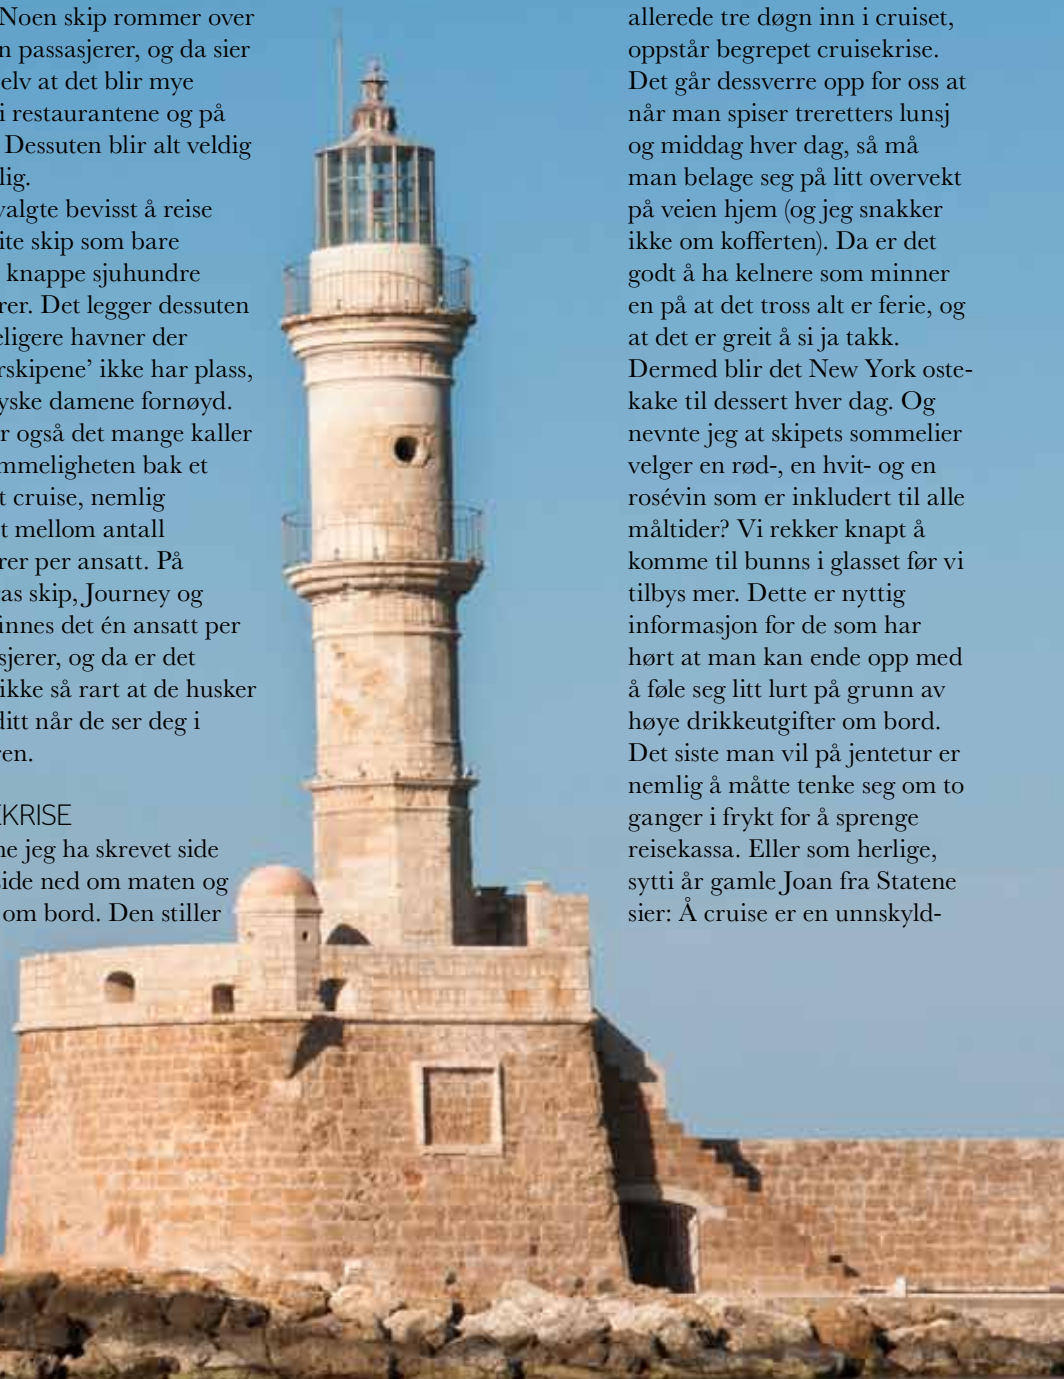 Noen skip rommer over
n passasjerer, og da sier
elv at det blir mye
i restaurantene og på
Dessuten blir alt veldig
lig.
valgte bevisst å reise
ite skip som bare
knappe sjuhundre
rer. Det legger dessuten
eligere havner der
rskipene’ ikke har plass,
yske damene fornøyd.
r også det mange kaller
mmeligheten bak et
t cruise, nemlig
t mellom antall
rer per ansatt. På
as skip, Journey og
innes det én ansatt per
sjerer, og da er det
ikke så rart at de husker
ditt når de ser deg i
ren.
KRISE
ne jeg ha skrevet side
side ned om maten og
om bord. Den stiller
allerede tre døgn inn i cruiset,
oppstår begrepet cruisekrise.
Det går dessverre opp for oss at
når man spiser treretters lunsj
og middag hver dag, så må
man belage seg på litt overvekt
på veien hjem (og jeg snakker
ikke om kofferten). Da er det
godt å ha kelnere som minner
en på at det tross alt er ferie, og
at det er greit å si ja takk.
Dermed blir det New York oste-
kake til dessert hver dag. Og
nevnte jeg at skipets sommelier
velger en rød-, en hvit- og en
rosévin som er inkludert til alle
måltider? Vi rekker knapt å
komme til bunns i glasset før vi
tilbys mer. Dette er nyttig
informasjon for de som har
hørt at man kan ende opp med
å føle seg litt lurt på grunn av
høye drikkeutgifter om bord.
Det siste man vil på jentetur er
nemlig å måtte tenke seg om to
ganger i frykt for å sprenge
reisekassa. Eller som herlige,
sytti år gamle Joan fra Statene
sier: Å cruise er en unnskyld-